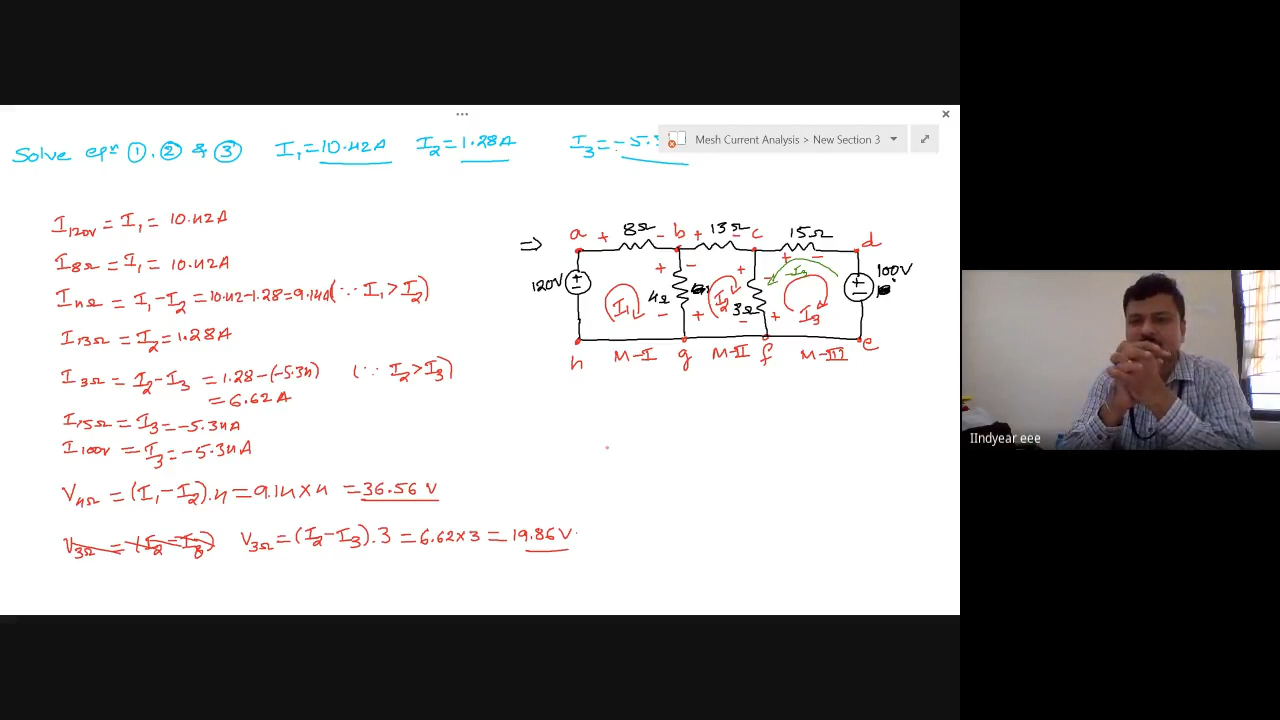 Solve eqⁿ ①, ② & ③ I₁ = 10.42A I₂ = 1.28A I₃ = -5.3
Mesh Current Analysis > New Section 3
I₁₂₀ᵥ = I₁ = 10.42A
I₈Ω = I₁ = 10.42A
I₄Ω = I₁ - I₂ = 10.42 - 1.28 = 9.14A (∵ I₁ > I₂)
I₁₃Ω = I₂ = 1.28A
I₃Ω = I₂ - I₃ = 1.28 - (-5.34) (∵ I₂ > I₃)
= 6.62 A
I₁₅Ω = I₃ = -5.34A
I₁₀₀ᵥ = I₃ = -5.34A
V₄Ω = (I₁ - I₂).4 = 9.14 x 4 = 36.56 V
V₃Ω = (I₂ - I₃) V₃Ω = (I₂ - I₃).3 = 6.62 x 3 = 19.86V
⇒ a + 8Ω - b + 13Ω - c 15Ω d
+ -
120V + - + - 4Ω I₁ + I₂ - 3Ω + -I₃ I₃ 100V
- + - +
h M-I g M-II f M-III e
IIndyear eee